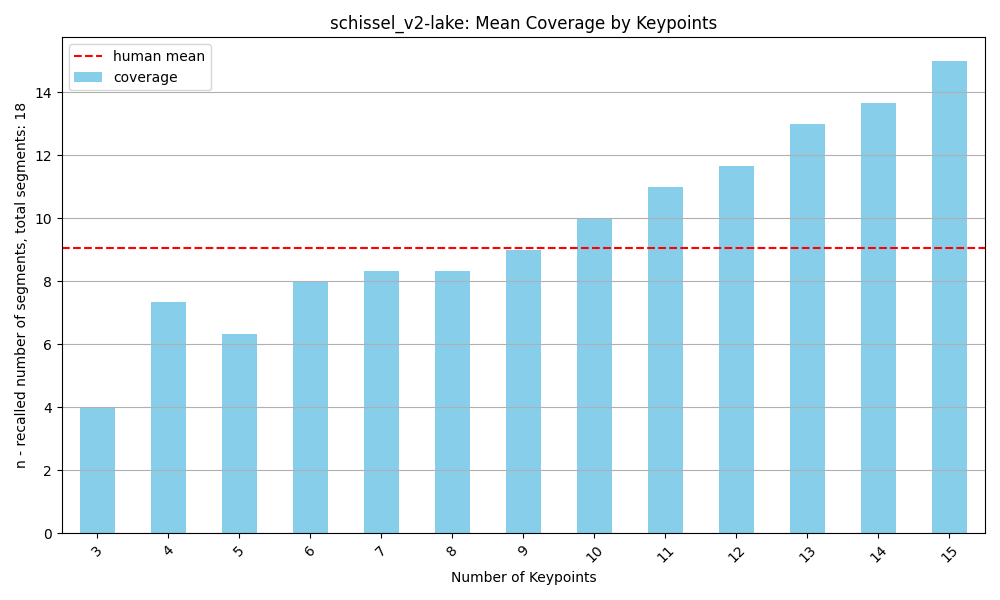 schissel_v2-lake: Mean Coverage by Keypoints
human mean
coverage
n - recalled number of segments, total segments: 18
14
12
10
8
6
4
2
0
3 4 5 6 7 8 9 10 11 12 13 14 15
Number of Keypoints